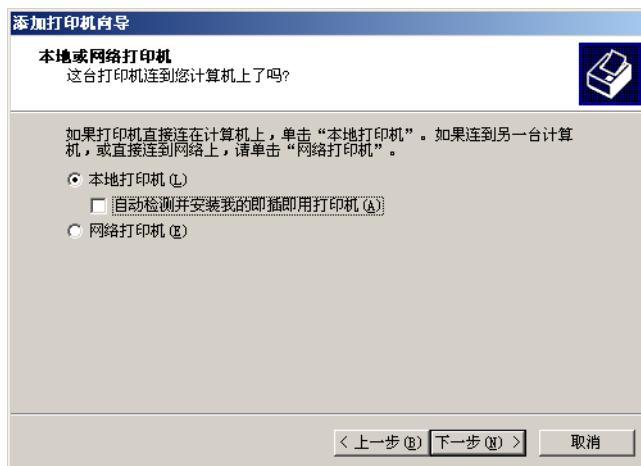 添加打印机向导
本地或网络打印机
这台打印机连到您计算机上了吗?
如果打印机直接连在计算机上，单击“本地打印机”。如果连到另一台计算
机，或直接连到网络上，请单击“网络打印机”。
本地打印机(L)
自动检测并安装我的即插即用打印机(A)
网络打印机(E)
< 上一步(B) 下一步(N) > 取消